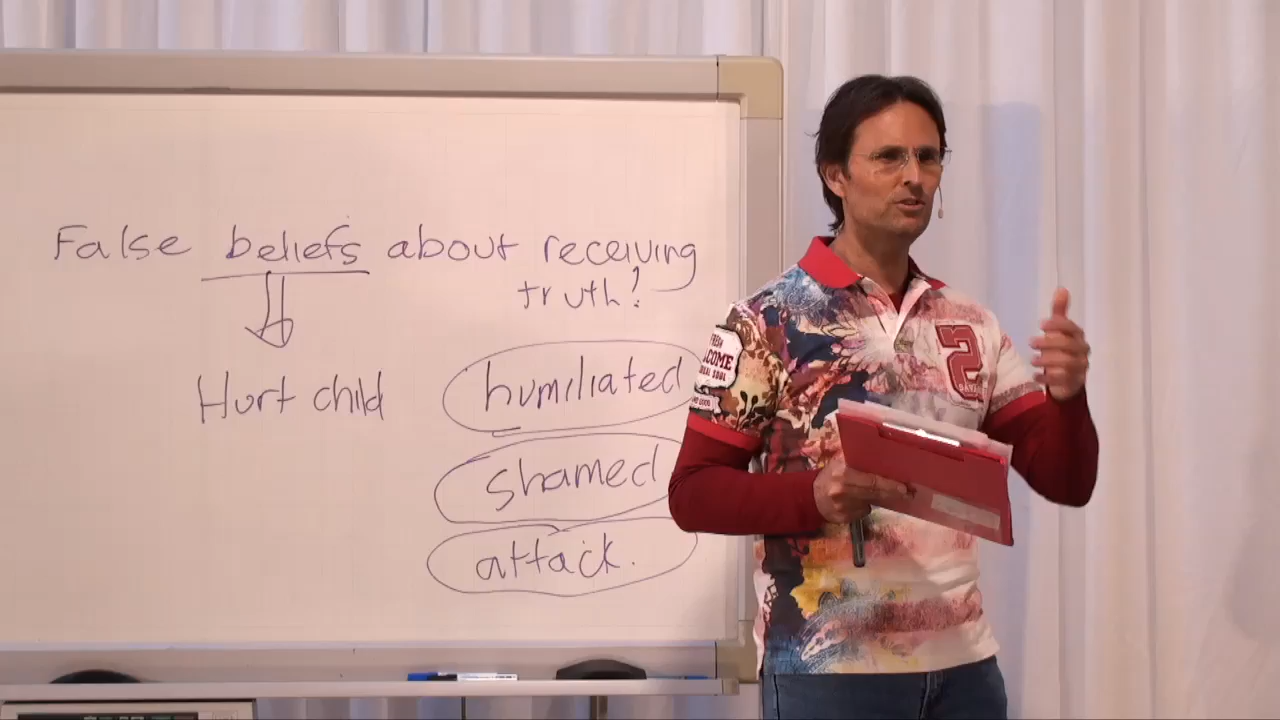 False beliefs about receiving
truth?
Hurt child
humiliated
shamed
attack.
2